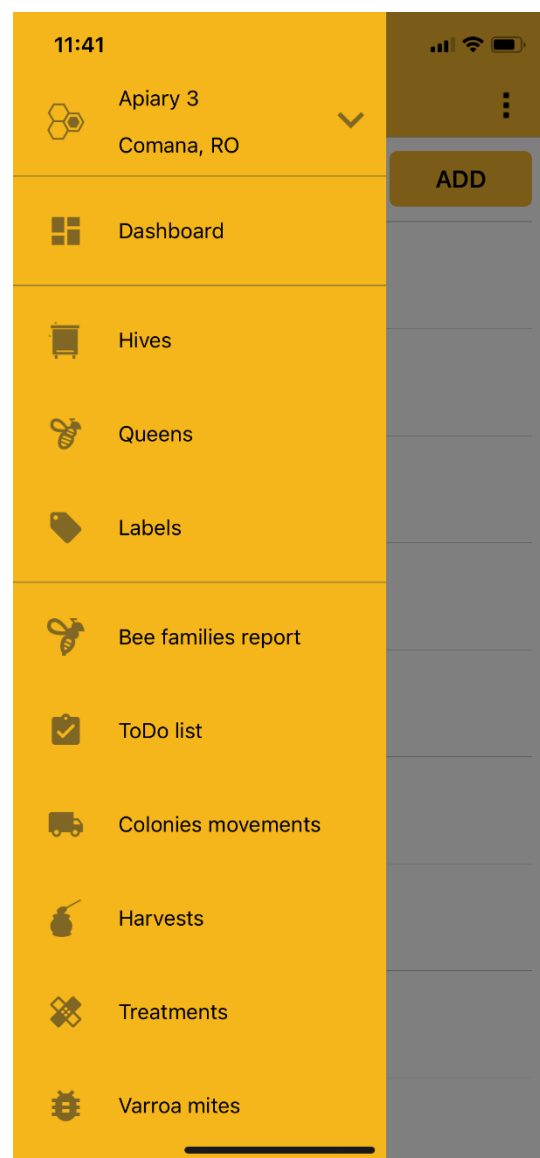 11:41
Apiary 3
Comana, RO
ADD
Dashboard
Hives
Queens
Labels
Bee families report
ToDo list
Colonies movements
Harvests
Treatments
Varroa mites